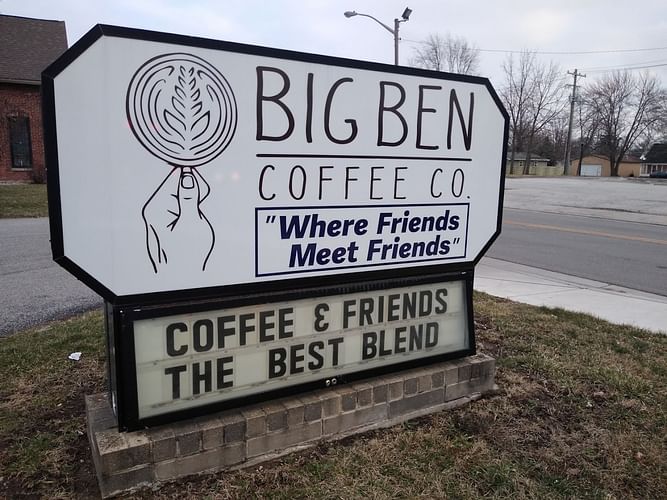 BIG BEN
COFFEE CO.
"Where Friends
Meet Friends"
COFFEE & FRIENDS
THE BEST BLEND